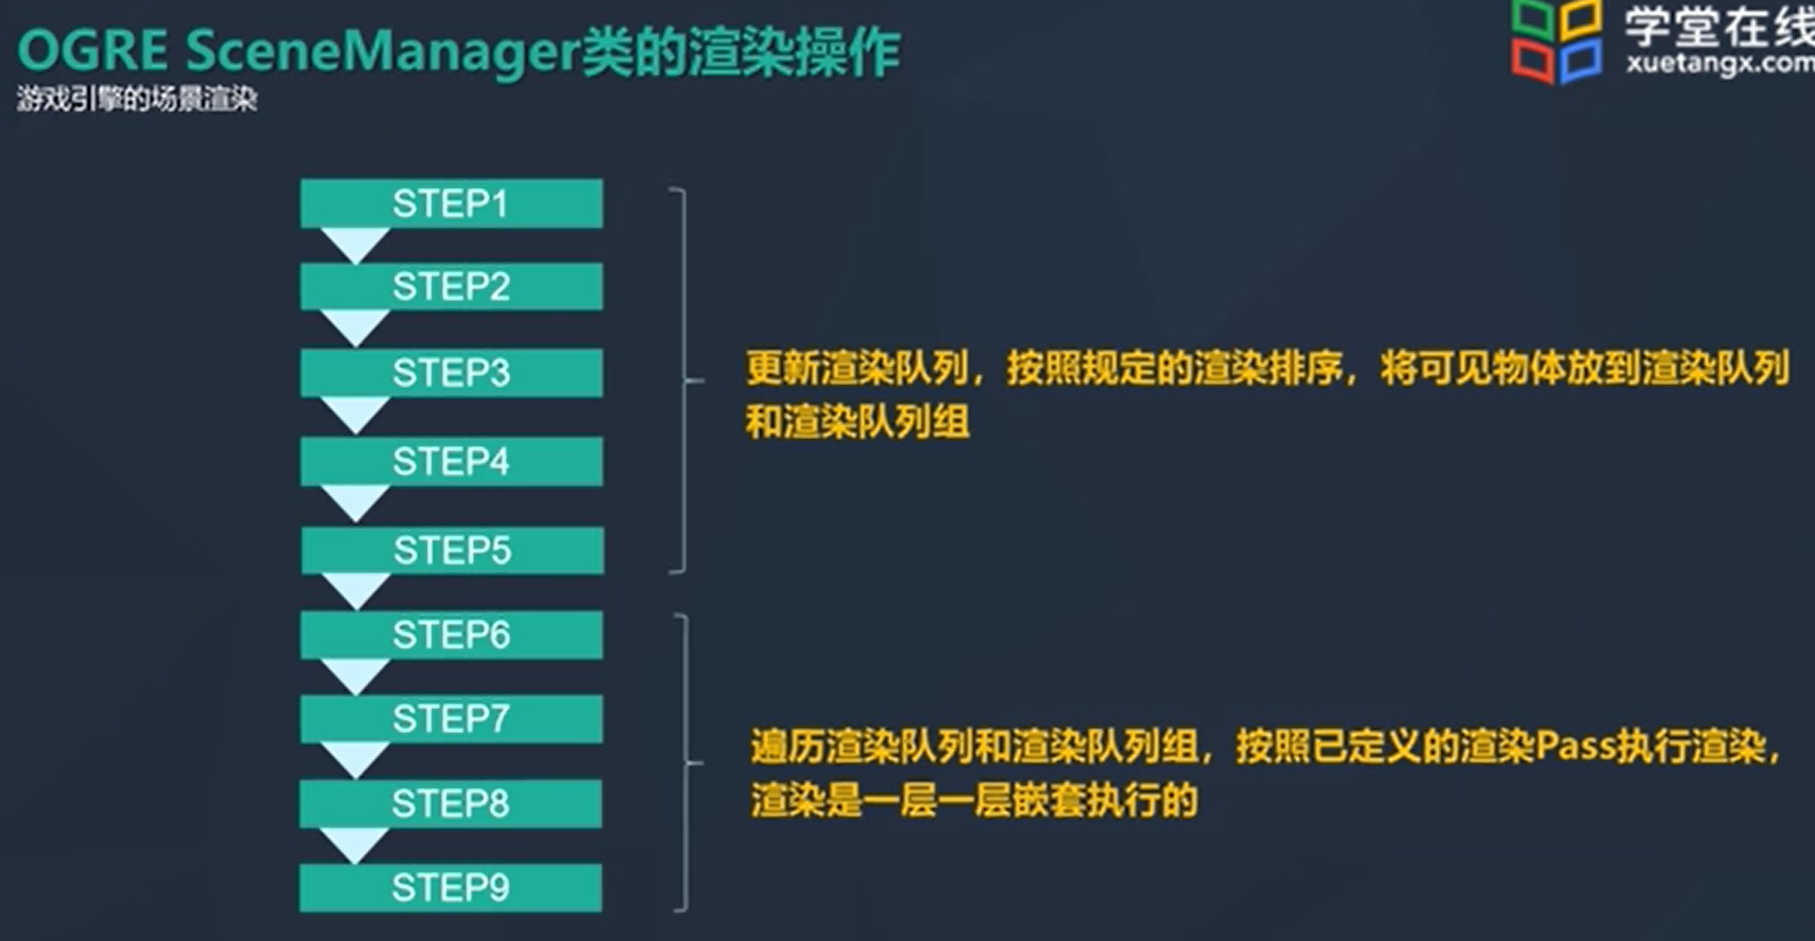 OGRE SceneManager类的渲染操作
游戏引擎的场景渲染
学堂在线
xuetangx.com
STEP1
STEP2
STEP3
STEP4
STEP5
更新渲染队列，按照规定的渲染排序，将可见物体放到渲染队列
和渲染队列组
STEP6
STEP7
STEP8
STEP9
遍历渲染队列和渲染队列组，按照已定义的渲染Pass执行渲染，
渲染是一层一层嵌套执行的